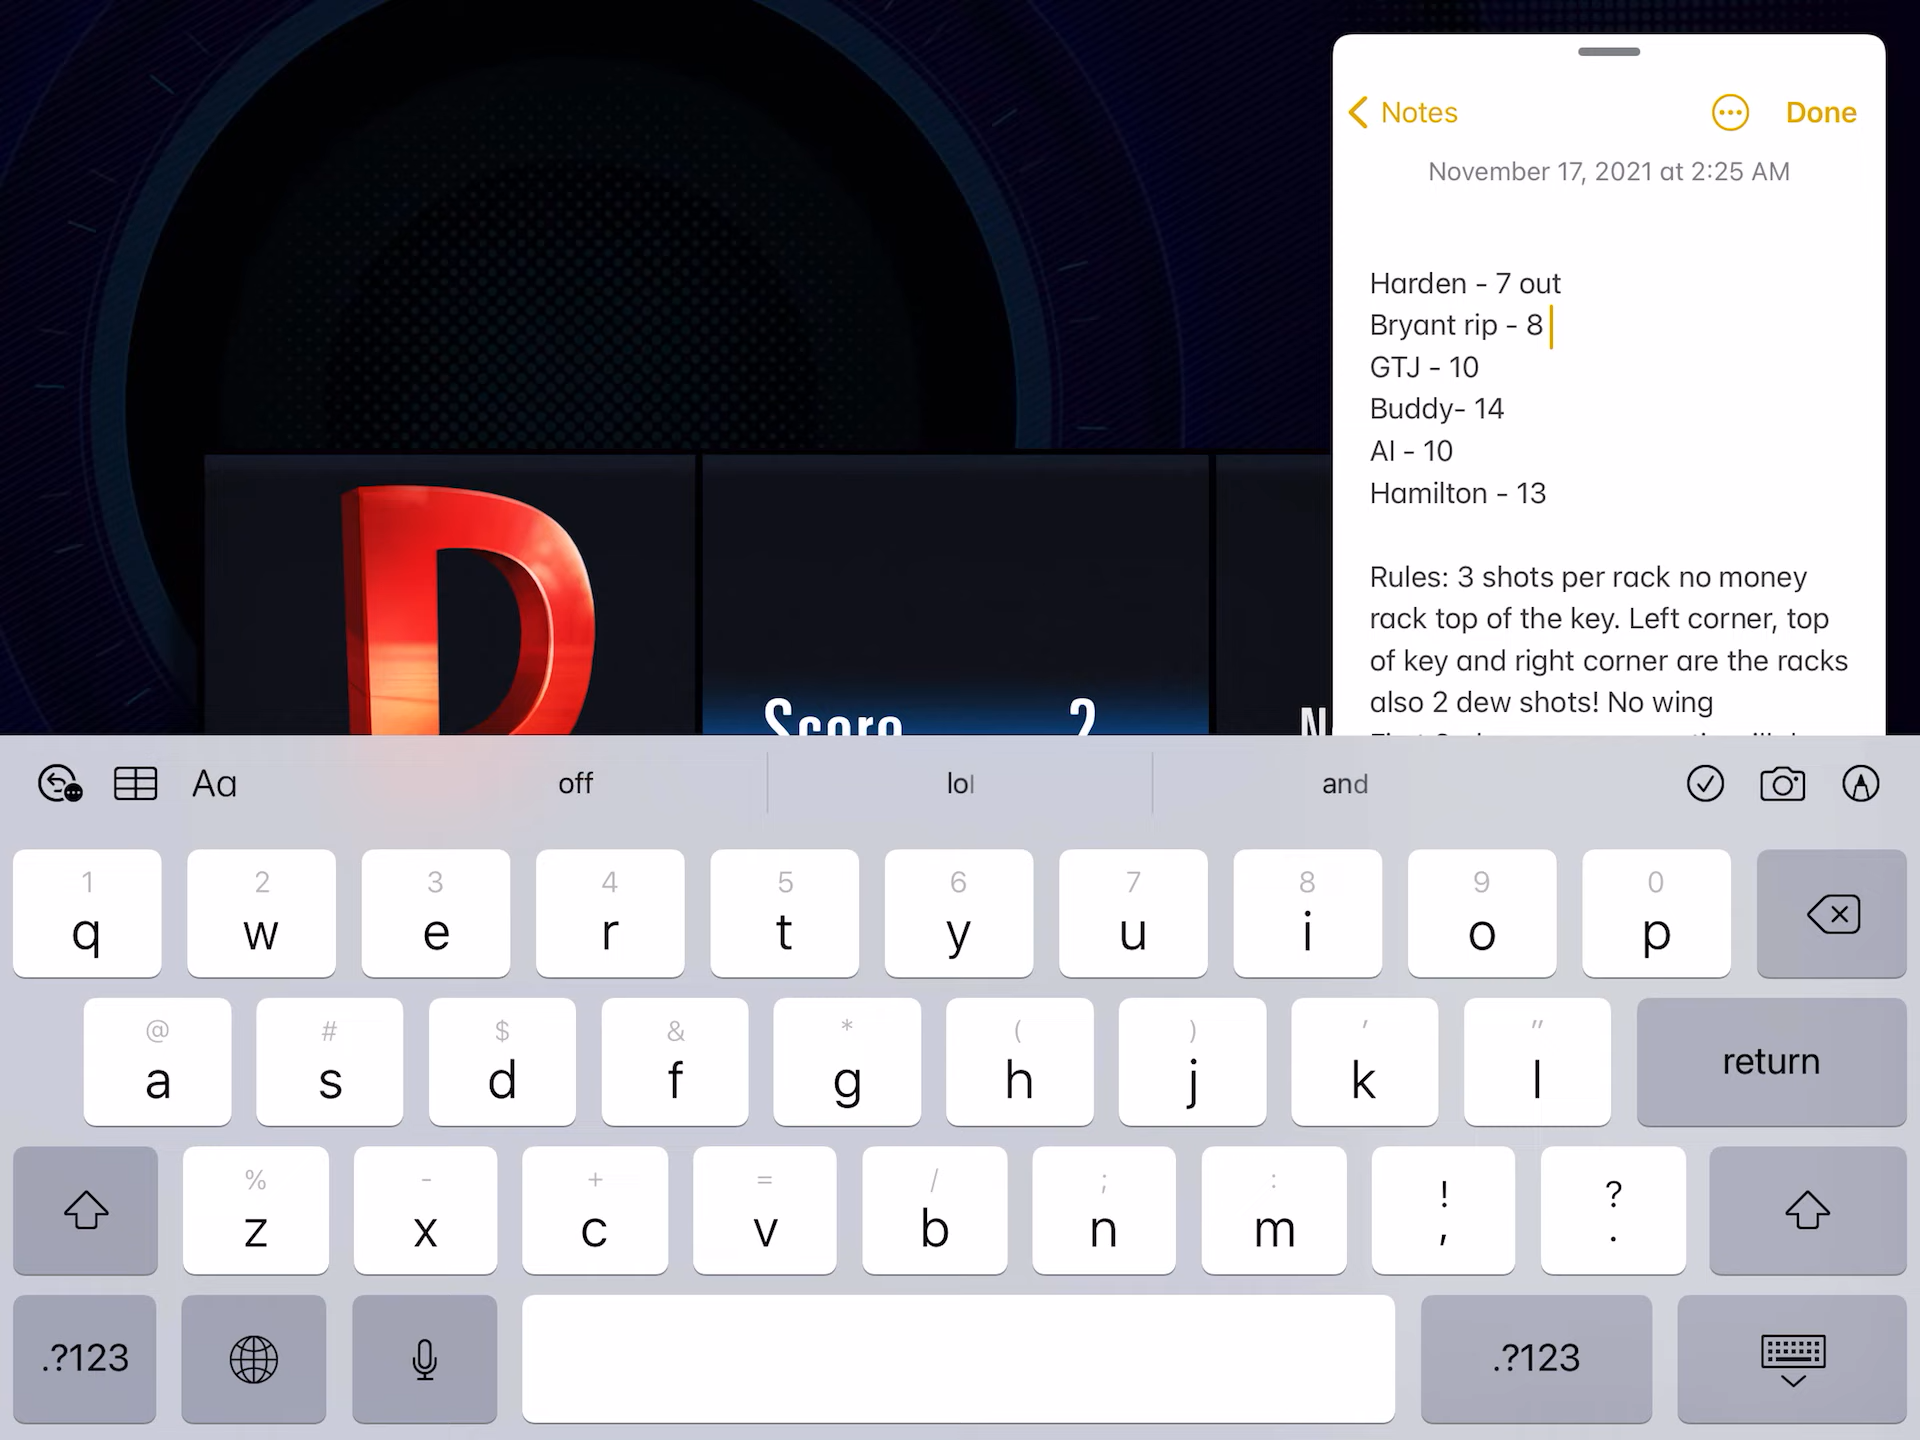 Notes
Done
November 17, 2021 at 2:25 AM
Harden - 7 out
Bryant rip - 8
GTJ - 10
Buddy- 14
AI - 10
Hamilton - 13
Rules: 3 shots per rack no money
rack top of the key. Left corner, top
of key and right corner are the racks
also 2 dew shots! No wing
D
Score 2
N
Aa off lol and
1 2 3 4 5 6 7 8 9 0
q w e r t y u i o p
@ # $ & * ( ) ' "
a s d f g h j k l return
% - + = / ; : ! ?
z x c v b n m , .
.?123 .?123